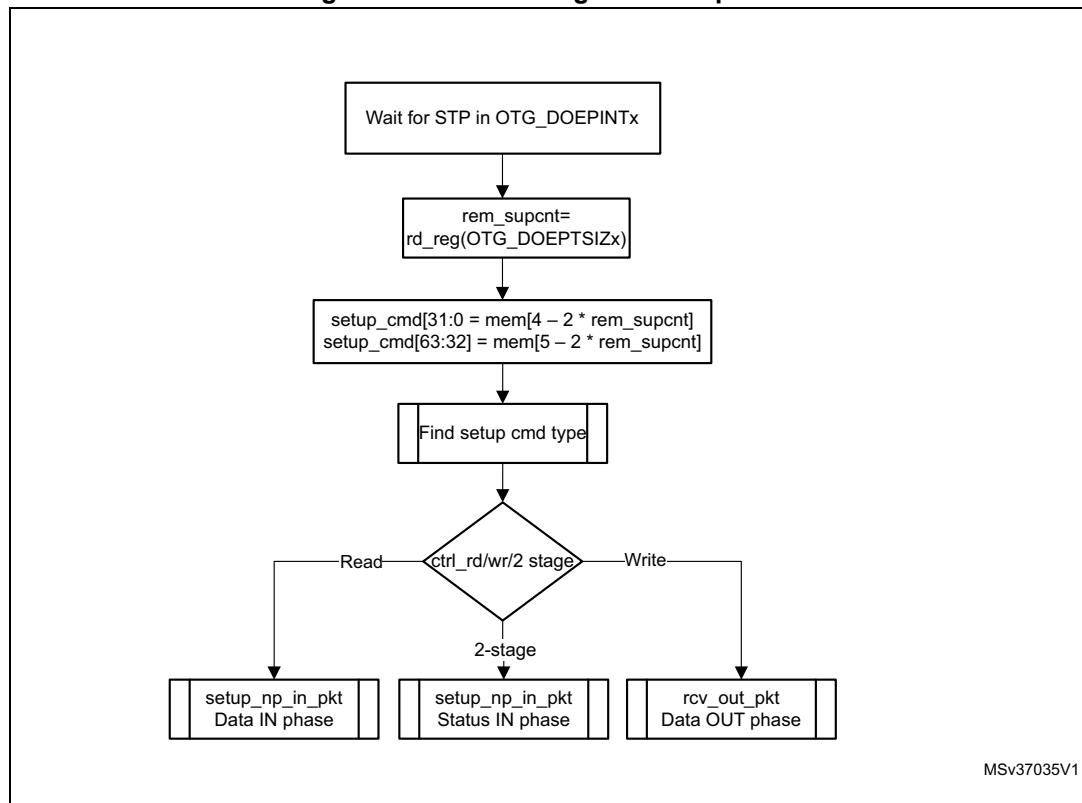 Wait for STP in OTG_DOEPINTx
rem_supcnt=
rd_reg(OTG_DOEPTSIZx)
setup_cmd[31:0 = mem[4 – 2 * rem_supcnt]
setup_cmd[63:32] = mem[5 – 2 * rem_supcnt]
Find setup cmd type
Read
ctrl_rd/wr/2 stage
Write
2-stage
setup_np_in_pkt
Data IN phase
setup_np_in_pkt
Status IN phase
rcv_out_pkt
Data OUT phase
MSv37035V1